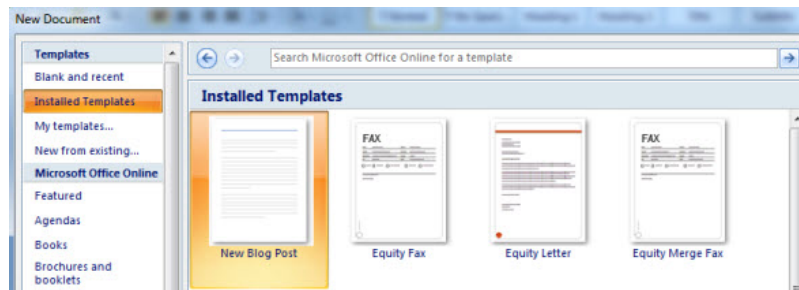 New Document
Templates
Blank and recent
Installed Templates
My templates...
New from existing...
Microsoft Office Online
Featured
Agendas
Books
Brochures and
booklets
Search Microsoft Office Online for a template
Installed Templates
FAX
FAX
New Blog Post
Equity Fax
Equity Letter
Equity Merge Fax